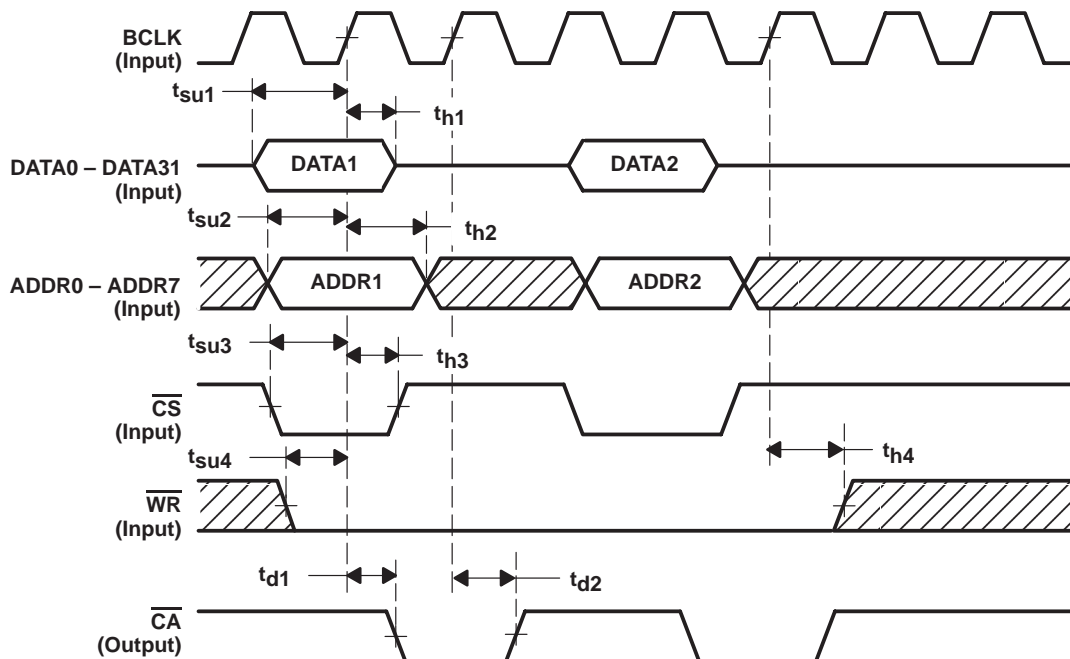 BCLK
(Input)
tsu1
th1
DATA0 – DATA31
(Input)
DATA1
DATA2
tsu2
th2
ADDR0 – ADDR7
(Input)
ADDR1
ADDR2
tsu3
th3
CS
(Input)
tsu4
th4
WR
(Input)
td1
td2
CA
(Output)